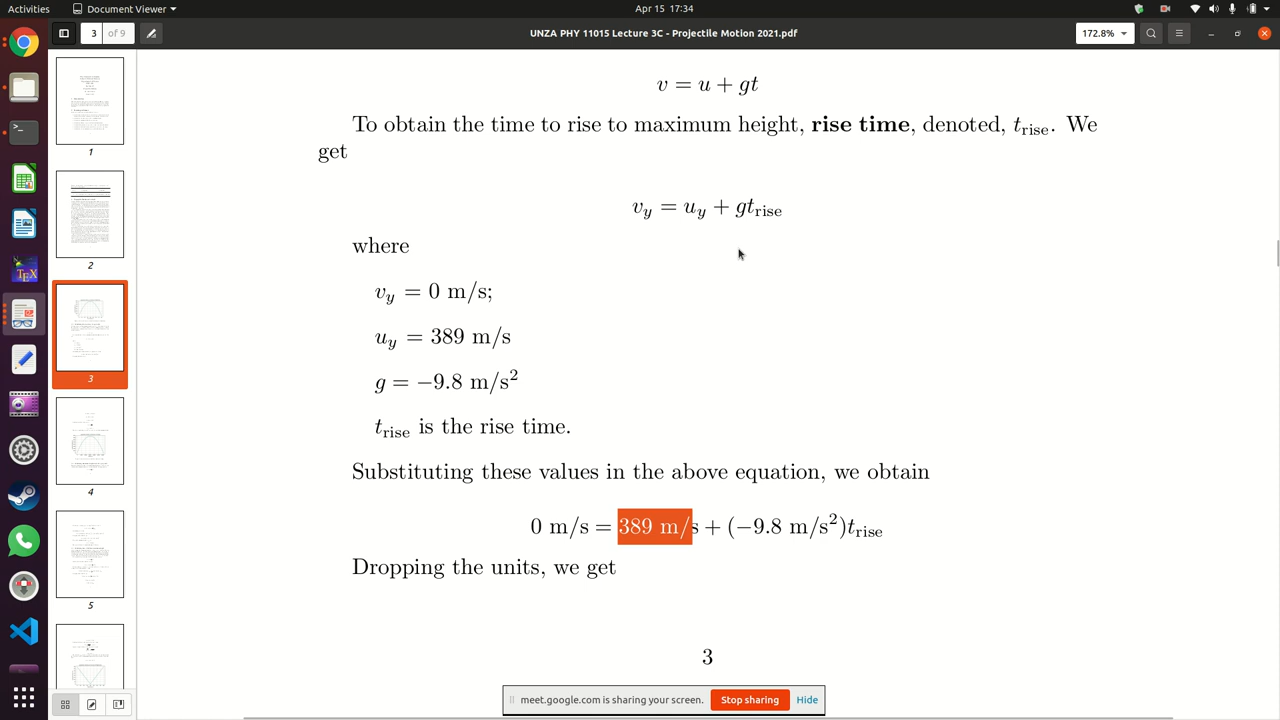 Activities
Document Viewer
Apr 15 17:34
3
of 9
UNZA PHY 11015 Lecture 3C - Projectile Motion 2021.pdf
172.8%
v = u + gt
To obtain the time to rise to maximum height, rise time, denoted, t_rise. We
get
v_y = u_y + gt_rise
where
v_y = 0 m/s;
u_y = 389 m/s
g = −9.8 m/s²
t_rise is the rise time.
Substituting these values in the above equation, we obtain
0 m/s = 389 m/s + (−9.8 m/s²)t_rise
Dropping the units, we get
3
1
2
3
4
5
TEX
meet.google.com is sharing your screen.
Stop sharing
Hide